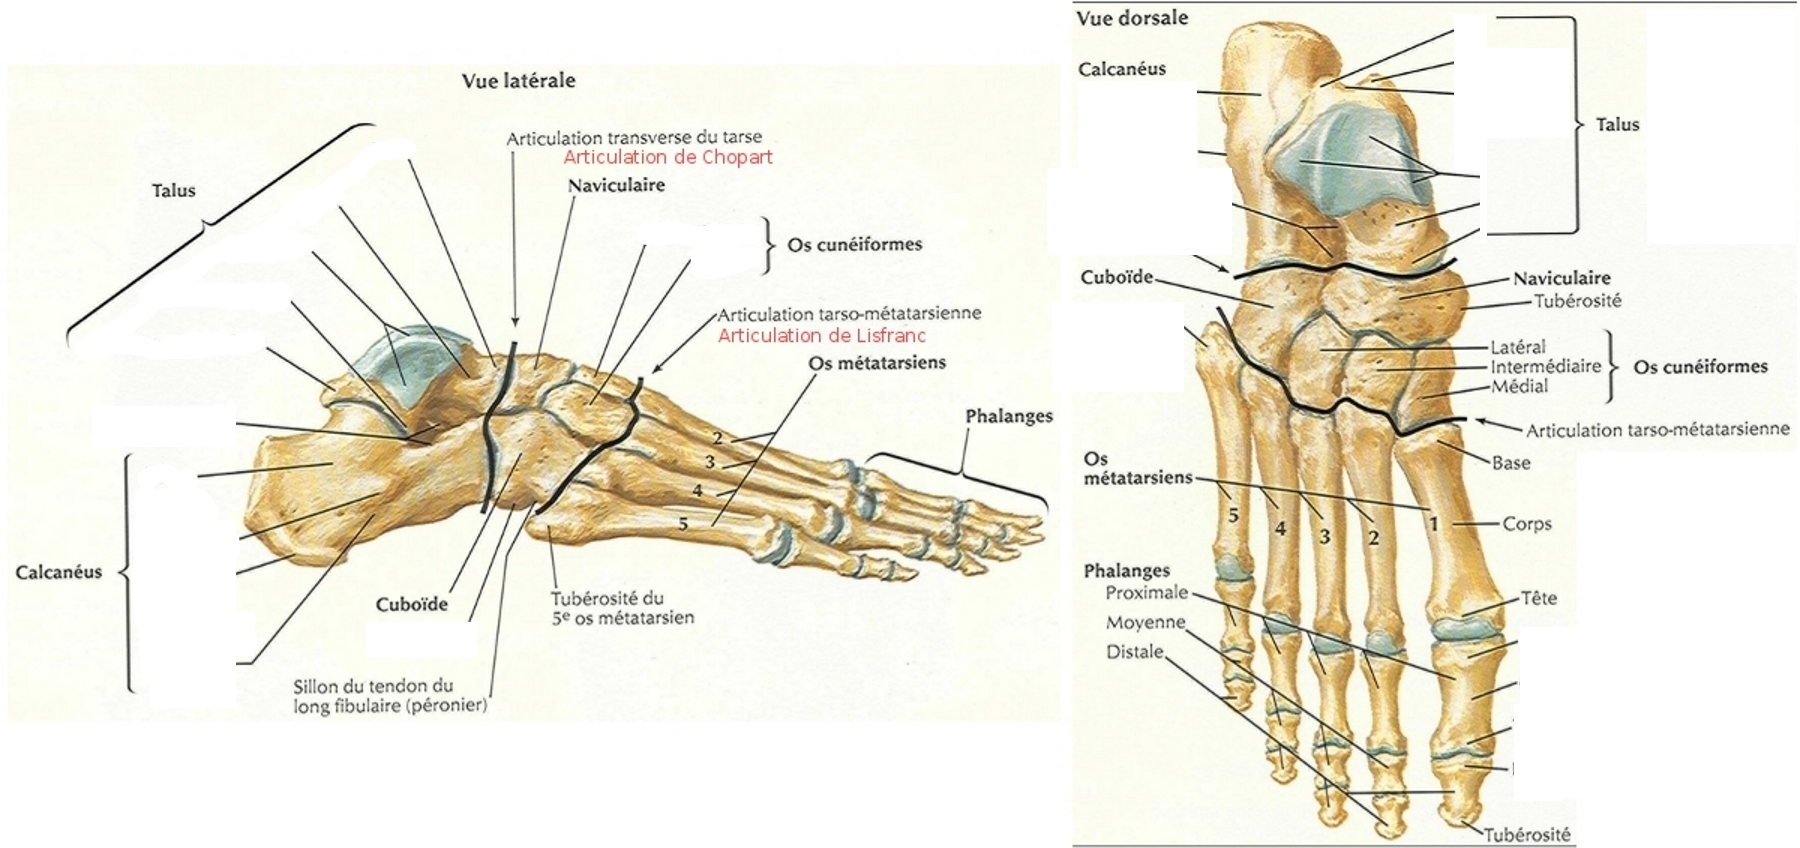 Vue latérale
Articulation transverse du tarse
Articulation de Chopart
Talus
Naviculaire
Os cunéiformes
Articulation tarso-métatarsienne
Articulation de Lisfranc
Os métatarsiens
Phalanges
2
3
4
5
Calcanéus
Cuboïde
Tubérosité du
5e os métatarsien
Sillon du tendon du
long fibulaire (péronier)
Vue dorsale
Calcanéus
Talus
Cuboïde
Naviculaire
Tubérosité
Latéral
Intermédiaire
Médial
Os cunéiformes
Articulation tarso-métatarsienne
Base
Os
métatarsiens
5
4
3
2
1
Corps
Phalanges
Proximale
Moyenne
Distale
Tête
Tubérosité